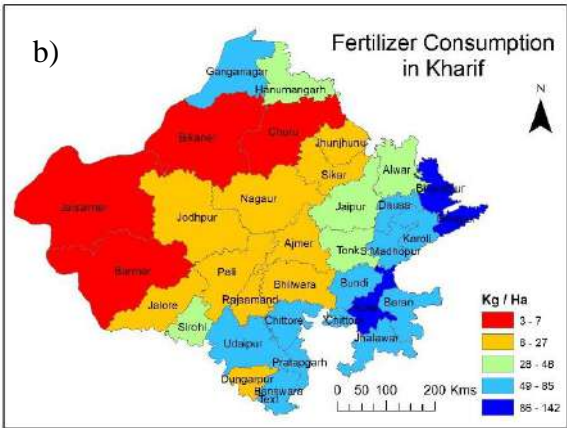 b)
Fertilizer Consumption
in Kharif
N
Ganganagar
Hanumangarh
Bikaner
Churu
Jhunjhunu
Sikar
Alwar
Jaisalmer
Nagaur
Jaipur
Dausa
Jodhpur
Karoli
Ajmer
Tonk
S.Madhopur
Barmer
Pali
Bhilwara
Bundi
Jalore
Rajsamand
Baran
Sirohi
Chittore
Chittore
Jhalawar
Udaipur
Pratapgarh
Dungarpur
Banswara
Text
Kg / Ha
3 - 7
8 - 27
28 - 48
49 - 85
86 - 142
0 50 100 200 Kms